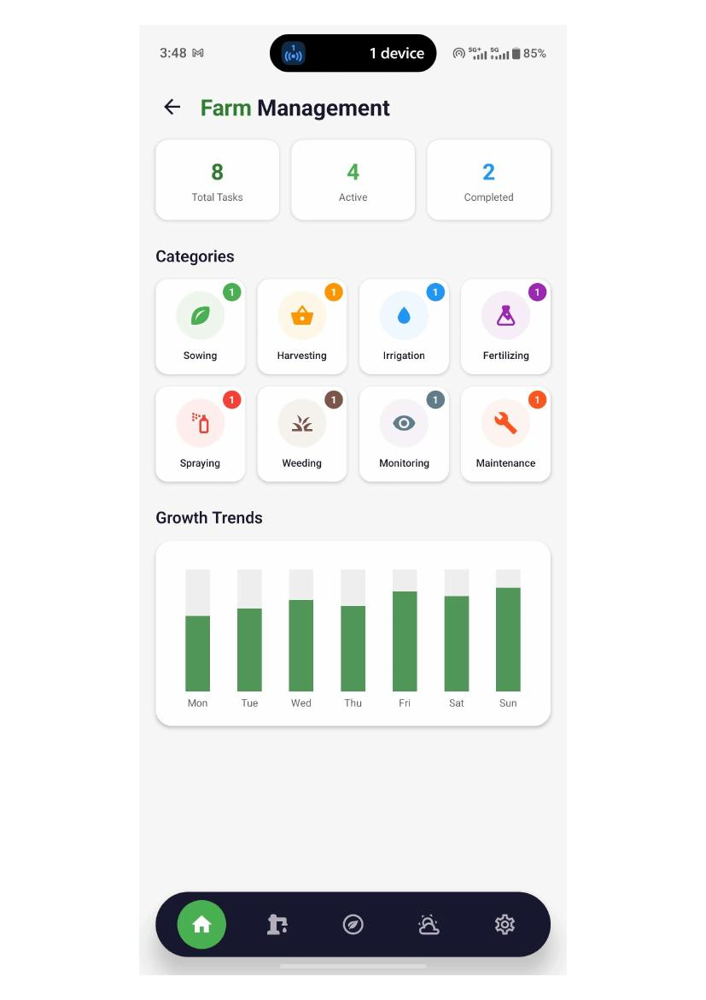 3:48
1
1 device
5G+
5G
85%
Farm Management
8
4
2
Total Tasks
Active
Completed
Categories
1
1
1
1
Sowing
Harvesting
Irrigation
Fertilizing
1
1
1
1
Spraying
Weeding
Monitoring
Maintenance
Growth Trends
Mon
Tue
Wed
Thu
Fri
Sat
Sun